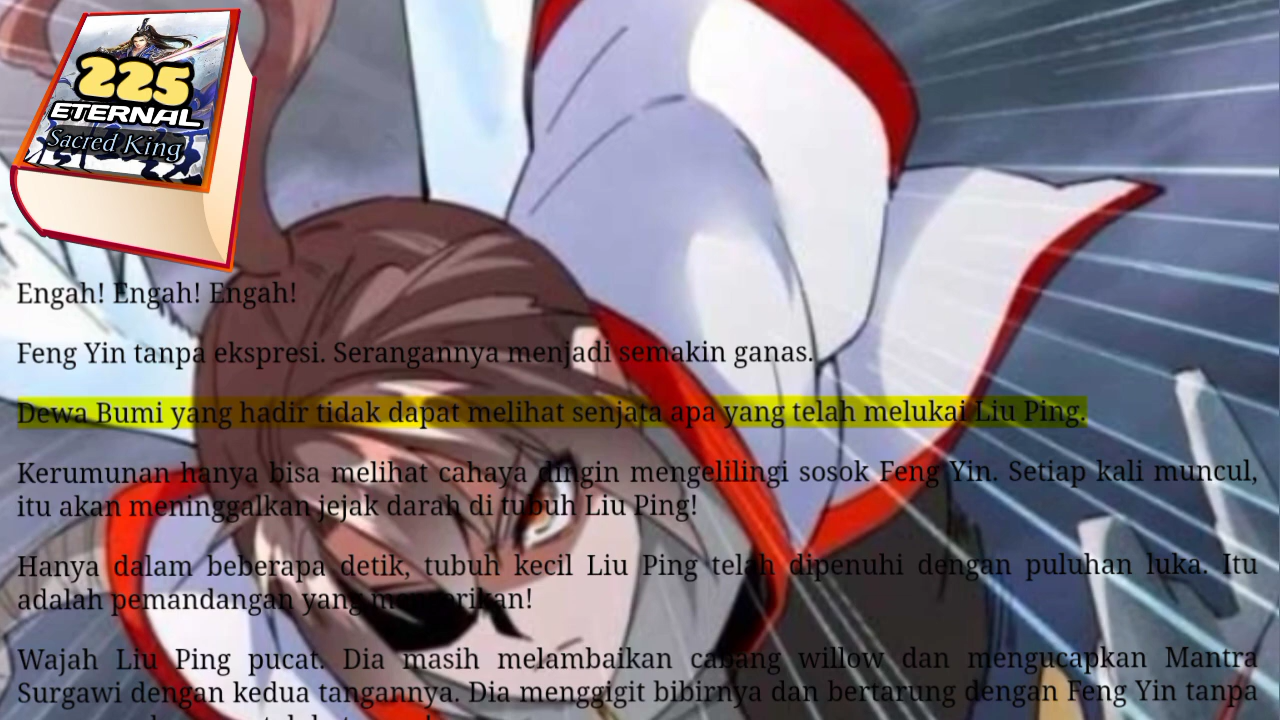 225
ETERNAL
Sacred King
Engah! Engah! Engah!
Feng Yin tanpa ekspresi. Serangannya menjadi semakin ganas.
Dewa Bumi yang hadir tidak dapat melihat senjata apa yang telah melukai Liu Ping.
Kerumunan hanya bisa melihat cahaya dingin mengelilingi sosok Feng Yin. Setiap kali muncul,
itu akan meninggalkan jejak darah di tubuh Liu Ping!
Hanya dalam beberapa detik, tubuh kecil Liu Ping telah dipenuhi dengan puluhan luka. Itu
adalah pemandangan yang mengerikan!
Wajah Liu Ping pucat. Dia masih melambaikan cabang willow dan mengucapkan Mantra
Surgawi dengan kedua tangannya. Dia menggigit bibirnya dan bertarung dengan Feng Yin tanpa